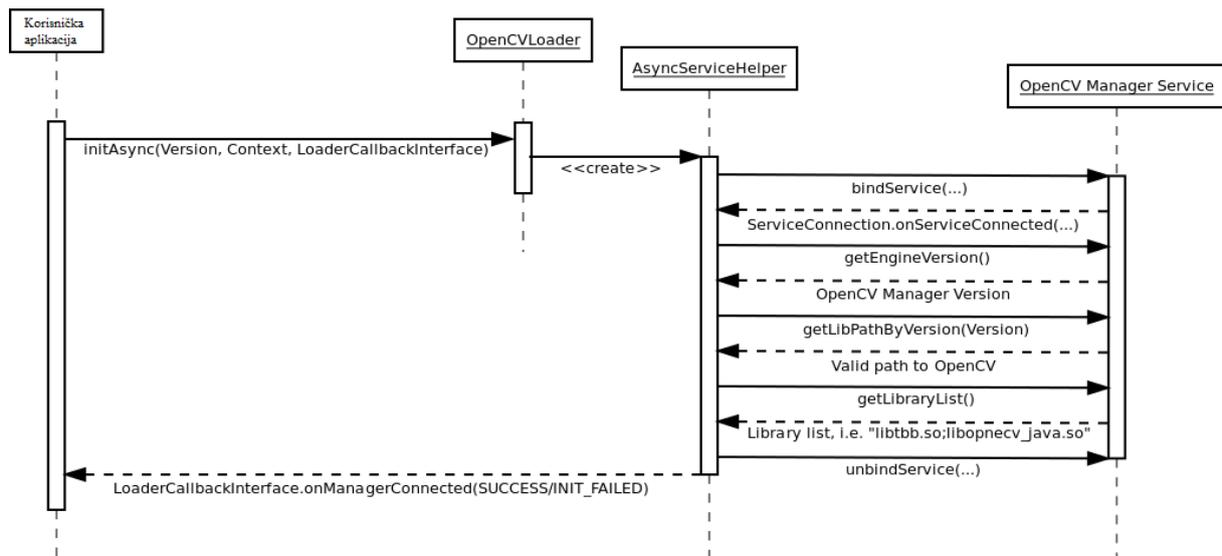 Korisnička
aplikacija
OpenCVLoader
AsyncServiceHelper
OpenCV Manager Service
initAsync(Version, Context, LoaderCallbackInterface)
<<create>>
bindService(...)
ServiceConnection.onServiceConnected(...)
getEngineVersion()
OpenCV Manager Version
getLibPathByVersion(Version)
Valid path to OpenCV
getLibraryList()
Library list, i.e. "libtbb.so;libopnecv_java.so"
unbindService(...)
LoaderCallbackInterface.onManagerConnected(SUCCESS/INIT_FAILED)